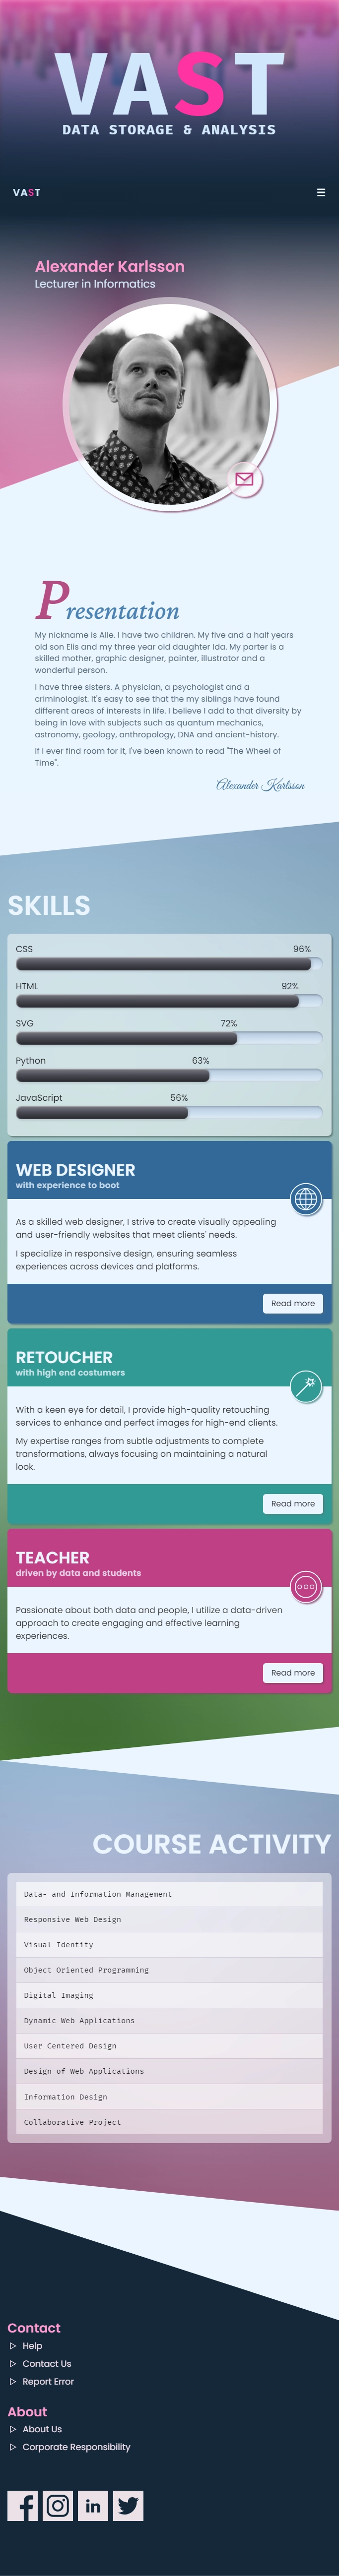 VAST
DATA STORAGE & ANALYSIS
VAST
Alexander Karlsson
Lecturer in Informatics
Presentation
My nickname is Alle. I have two children. My five and a half years
old son Elis and my three year old daughter Ida. My parter is a
skilled mother, graphic designer, painter, illustrator and a
wonderful person.
I have three sisters. A physician, a psychologist and a
criminologist. It's easy to see that the my siblings have found
different areas of interests in life. I believe I add to that diversity by
being in love with subjects such as quantum mechanics,
astronomy, geology, anthropology, DNA and ancient-history.
If I ever find room for it, I've been known to read "The Wheel of
Time".
Alexander Karlsson
SKILLS
CSS 96%
HTML 92%
SVG 72%
Python 63%
JavaScript 56%
WEB DESIGNER
with experience to boot
As a skilled web designer, I strive to create visually appealing
and user-friendly websites that meet clients' needs.
I specialize in responsive design, ensuring seamless
experiences across devices and platforms.
Read more
RETOUCHER
with high end costumers
With a keen eye for detail, I provide high-quality retouching
services to enhance and perfect images for high-end clients.
My expertise ranges from subtle adjustments to complete
transformations, always focusing on maintaining a natural
look.
Read more
TEACHER
driven by data and students
Passionate about both data and people, I utilize a data-driven
approach to create engaging and effective learning
experiences.
Read more
COURSE ACTIVITY
Data- and Information Management
Responsive Web Design
Visual Identity
Object Oriented Programming
Digital Imaging
Dynamic Web Applications
User Centered Design
Design of Web Applications
Information Design
Collaborative Project
Contact
Help
Contact Us
Report Error
About
About Us
Corporate Responsibility